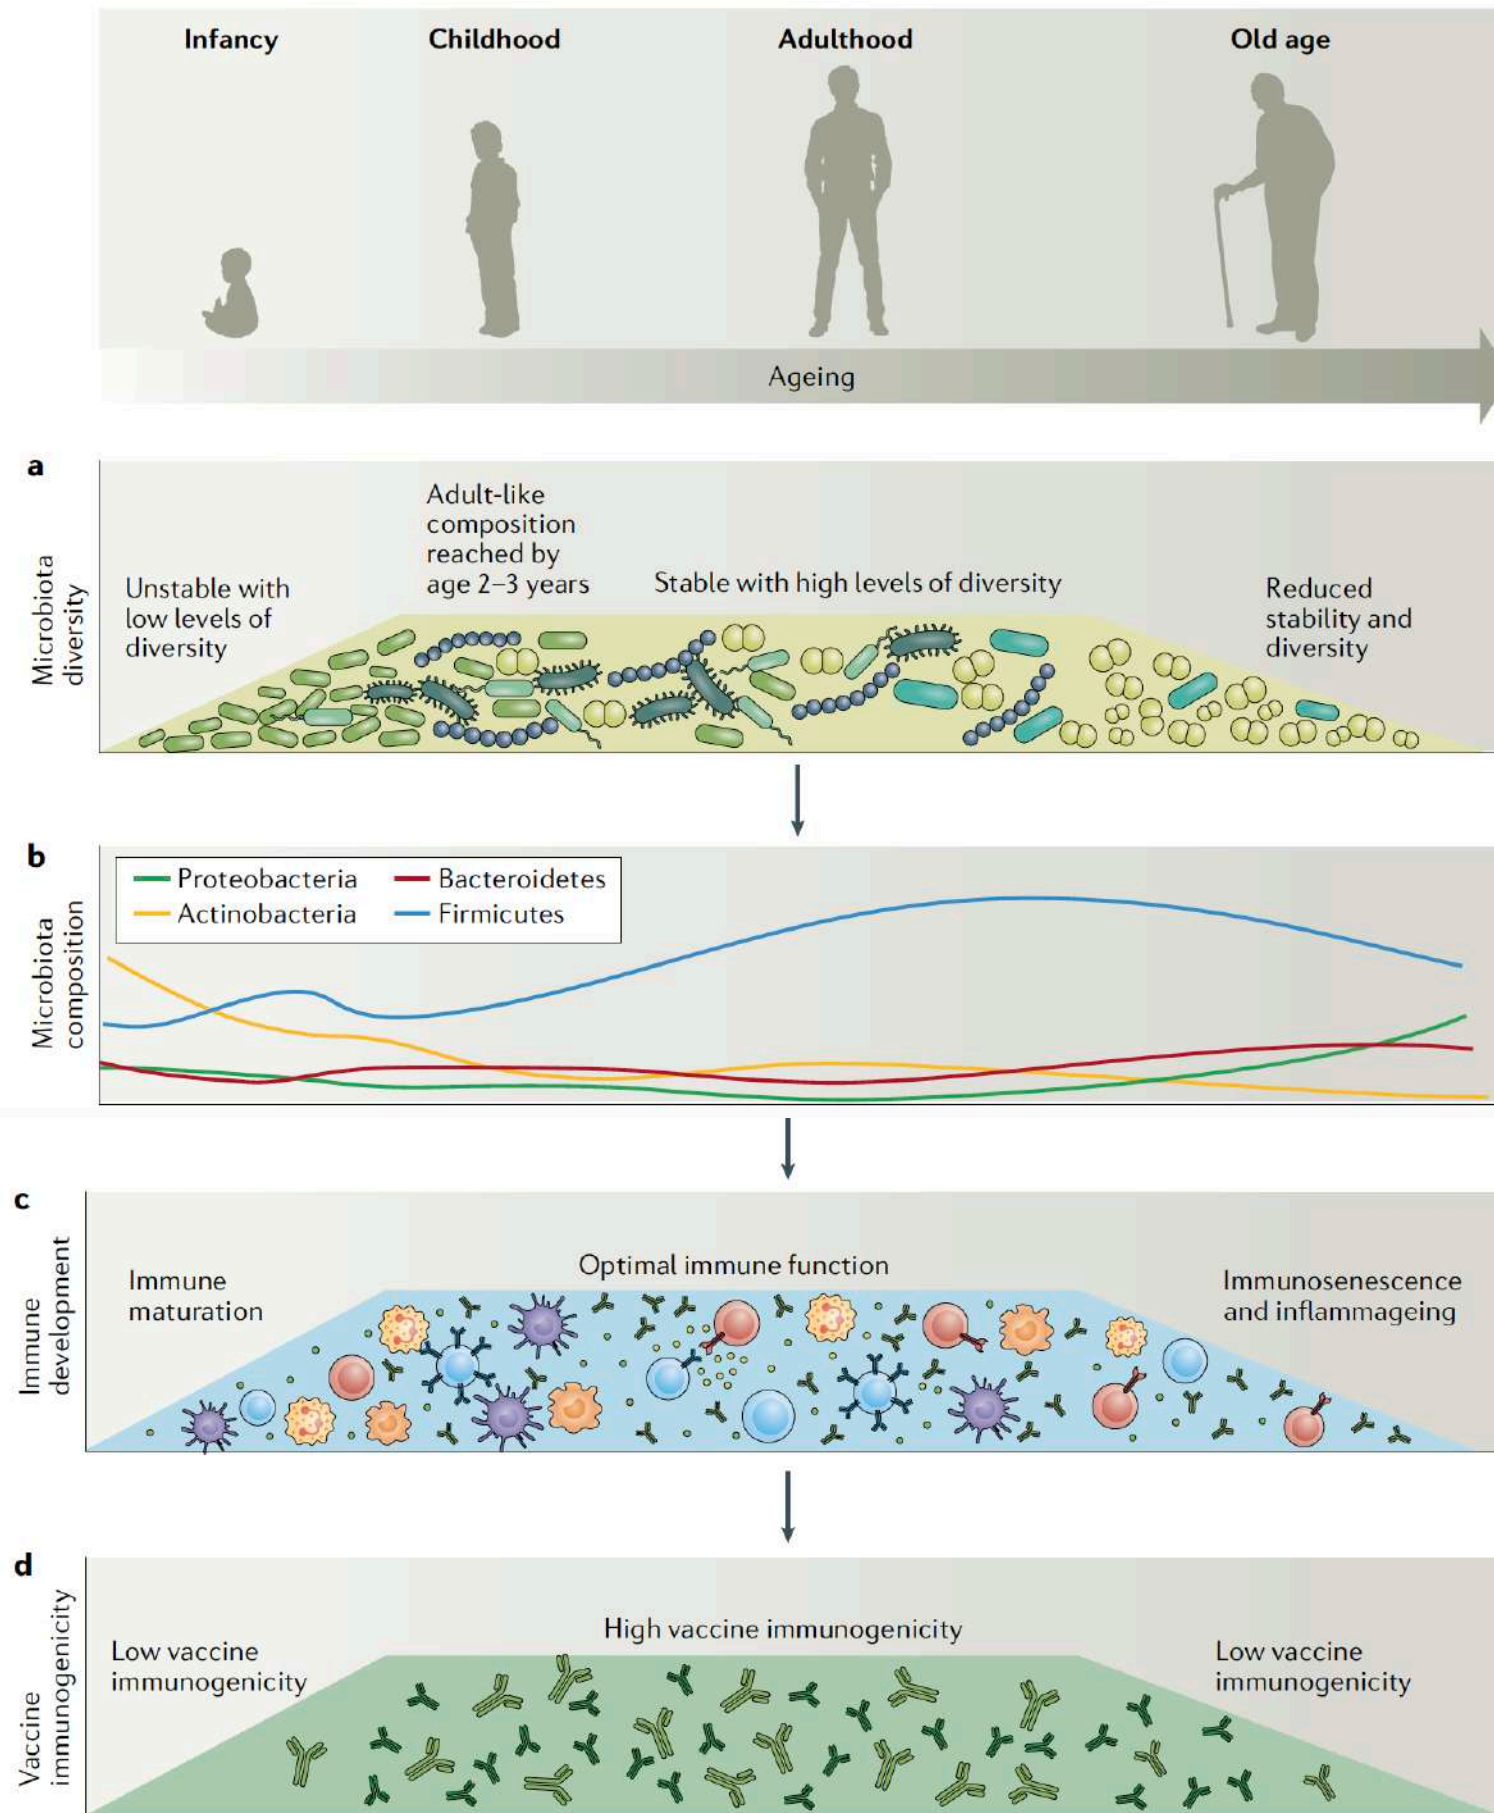 Infancy
Childhood
Adulthood
Old age
Ageing
a
Microbiota
diversity
Unstable with
low levels of
diversity
Adult-like
composition
reached by
age 2–3 years
Stable with high levels of diversity
Reduced
stability and
diversity
b
Microbiota
composition
Proteobacteria
Bacteroidetes
Actinobacteria
Firmicutes
c
Immune
development
Immune
maturation
Optimal immune function
Immunosenescence
and inflammageing
d
Vaccine
immunogenicity
Low vaccine
immunogenicity
High vaccine immunogenicity
Low vaccine
immunogenicity